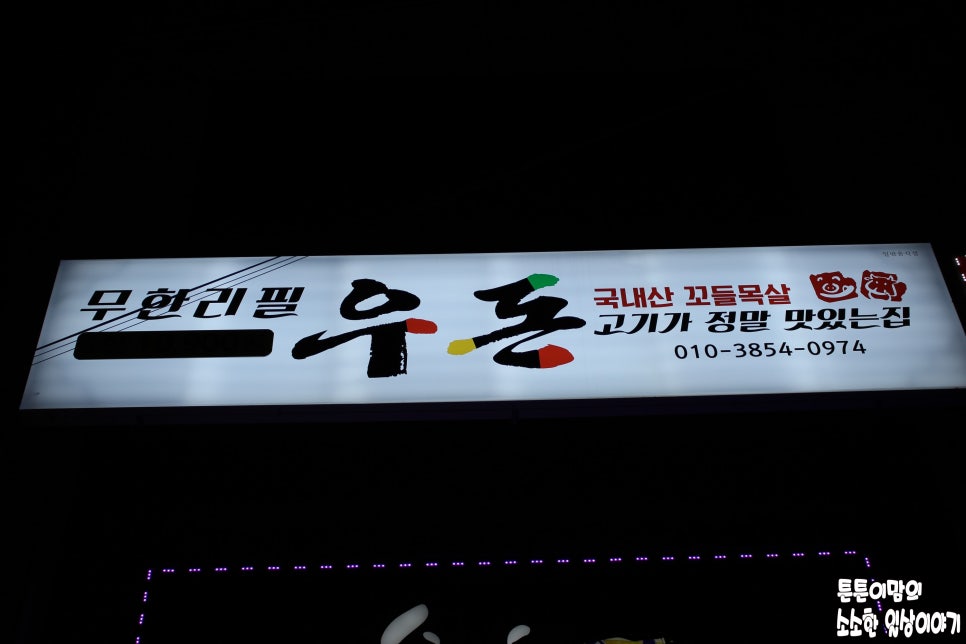 무한리필
우돈
국내산 꼬들목살
고기가 정말 맛있는집
010-3854-0974
튼튼이맘의
소소한 일상이야기